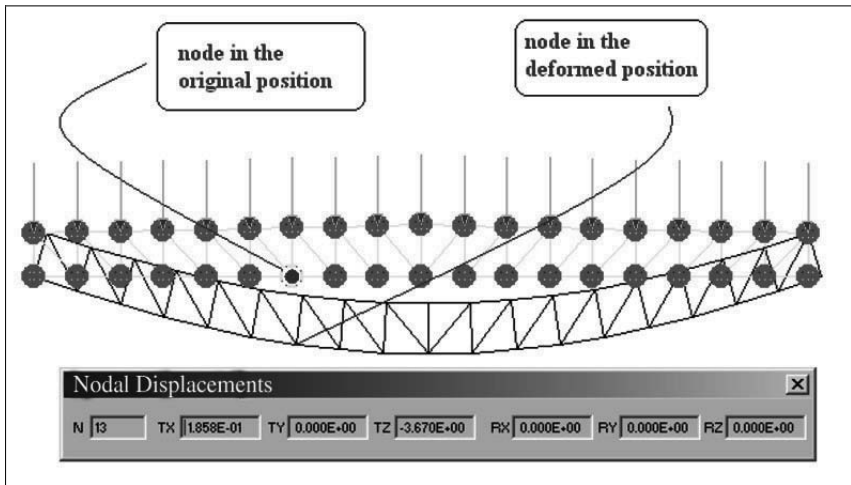 node in the
original position
node in the
deformed position
Nodal Displacements
N 13 TX 1.858E-01 TY 0.000E+00 TZ -3.670E+00 RX 0.000E+00 RY 0.000E+00 RZ 0.000E+00